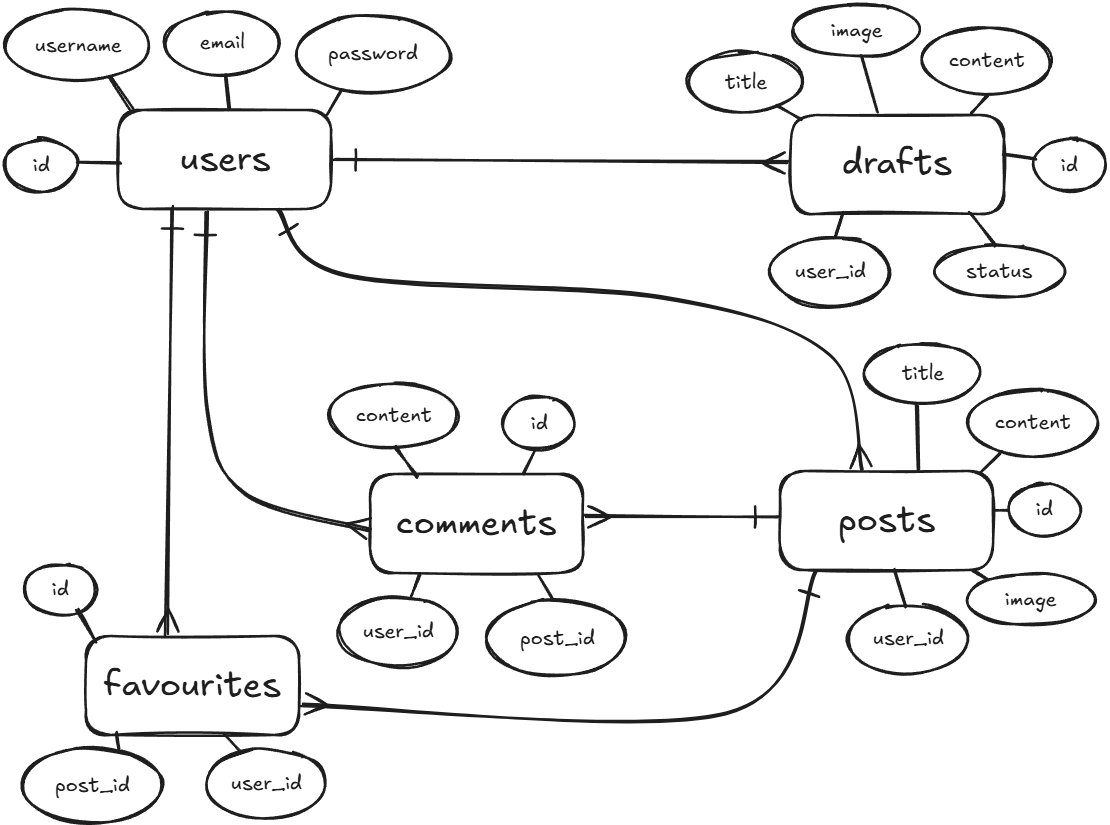 username
email
password
id
users
image
title
content
drafts
id
user_id
status
content
id
comments
user_id
post_id
title
content
posts
id
image
user_id
id
favourites
post_id
user_id